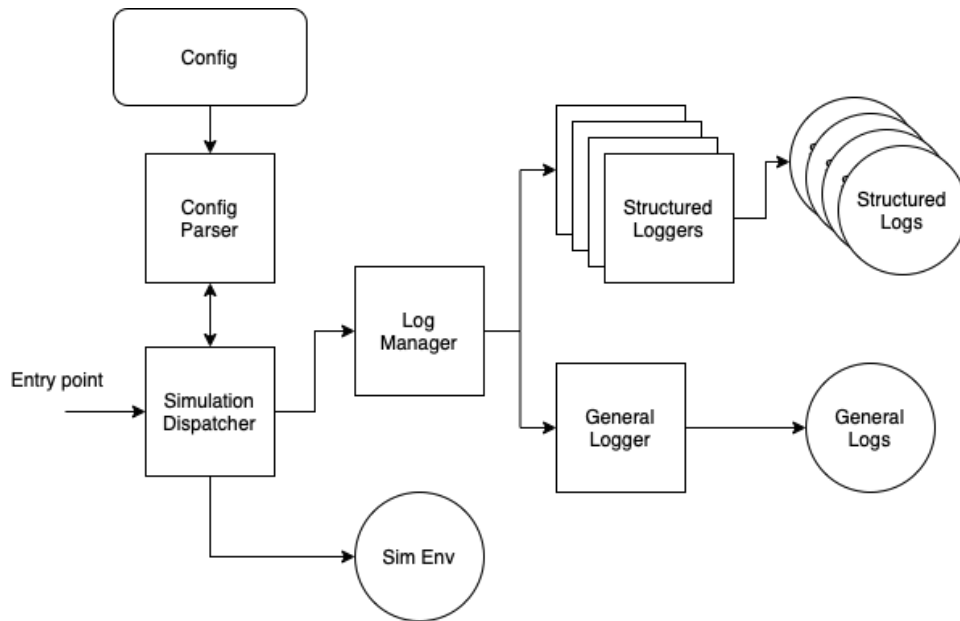 Config
Config
Parser
Structured
Loggers
Structured
Logs
Log
Manager
Entry point
Simulation
Dispatcher
General
Logger
General
Logs
Sim Env